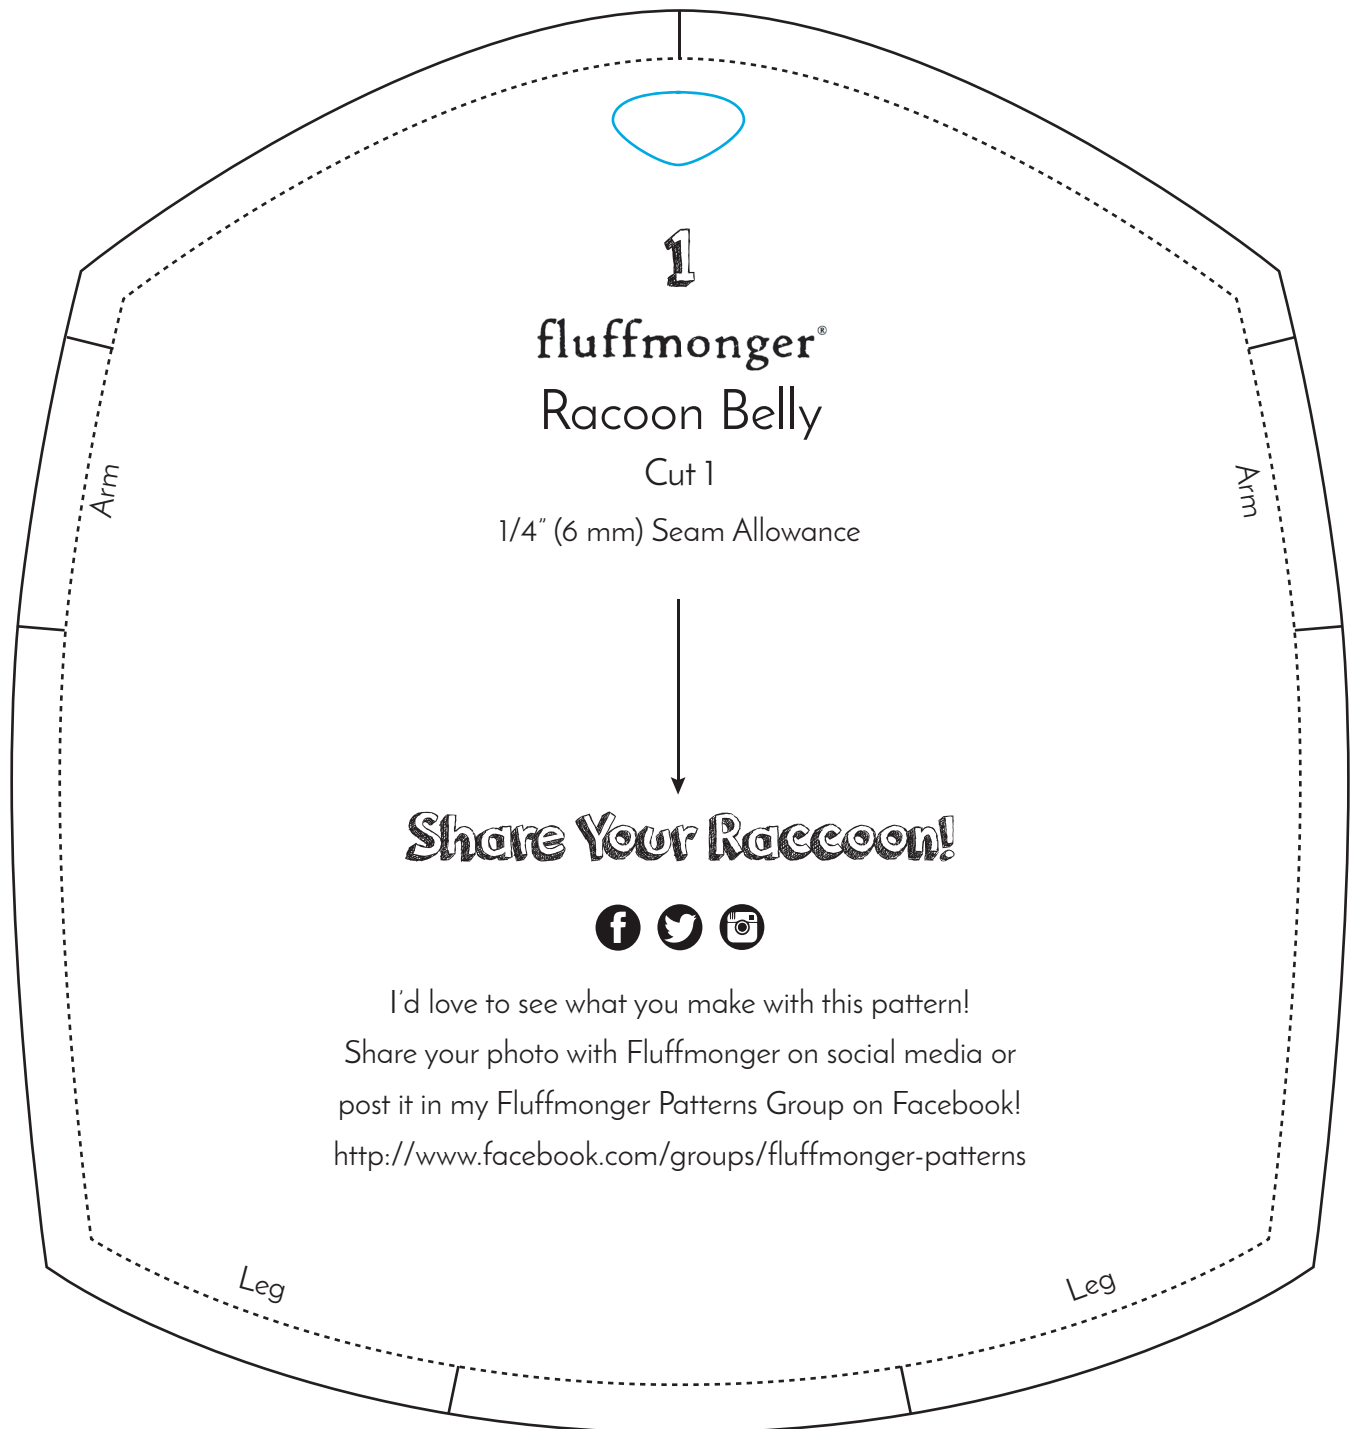 1
fluffmonger®
Racoon Belly
Cut 1
Arm
Arm
1/4" (6 mm) Seam Allowance
Share Your Raccoon!
I'd love to see what you make with this pattern!
Share your photo with Fluffmonger on social media or
post it in my Fluffmonger Patterns Group on Facebook!
http://www.facebook.com/groups/fluffmonger-patterns
Leg
Leg